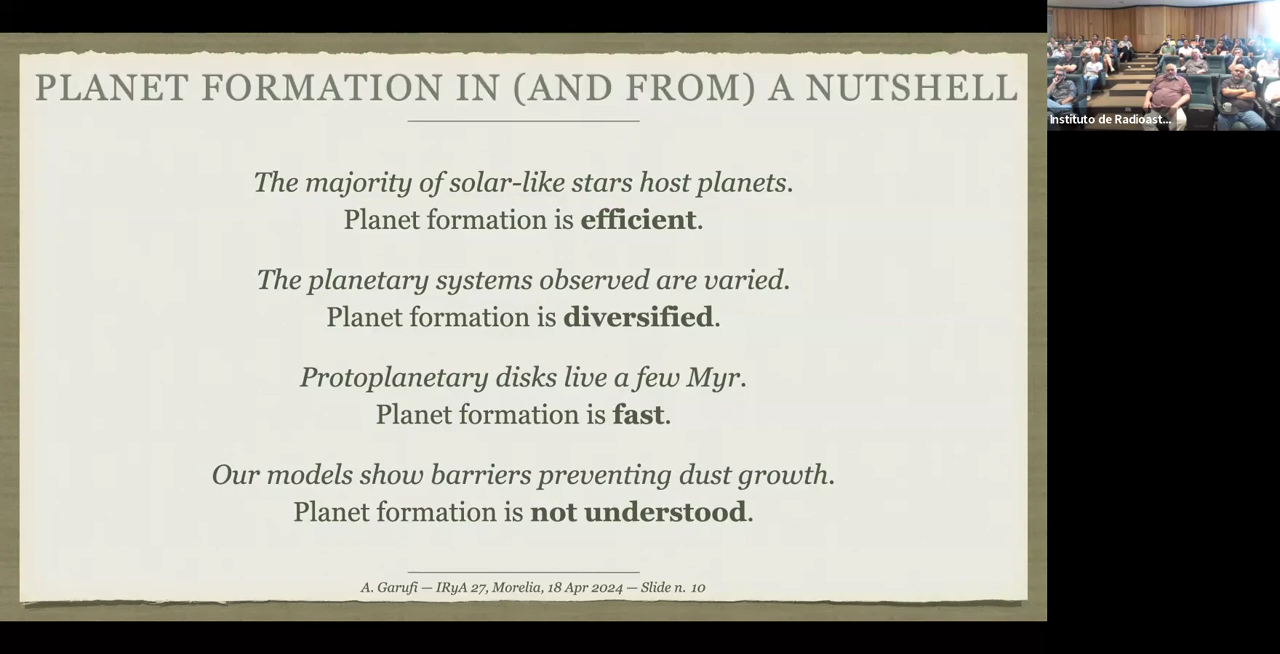 PLANET FORMATION IN (AND FROM) A NUTSHELL
The majority of solar-like stars host planets.
Planet formation is efficient.
The planetary systems observed are varied.
Planet formation is diversified.
Protoplanetary disks live a few Myr.
Planet formation is fast.
Our models show barriers preventing dust growth.
Planet formation is not understood.
A. Garufi — IRyA 27, Morelia, 18 Apr 2024 — Slide n. 10
Instituto de Radioast...